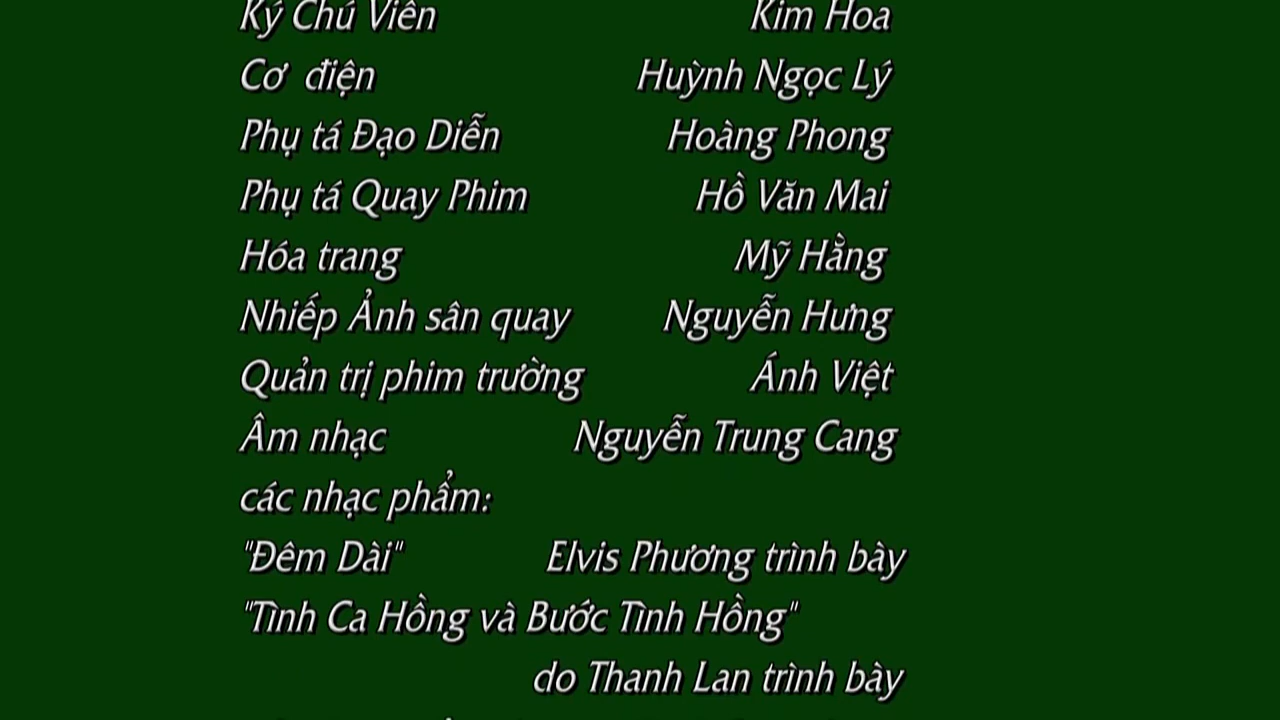 Ký Chú Viên Kim Hoa
Cơ điện Huỳnh Ngọc Lý
Phụ tá Đạo Diễn Hoàng Phong
Phụ tá Quay Phim Hồ Văn Mai
Hóa trang Mỹ Hằng
Nhiếp Ảnh sân quay Nguyễn Hưng
Quản trị phim trường Ánh Việt
Âm nhạc Nguyễn Trung Cang
các nhạc phẩm:
"Đêm Dài" Elvis Phương trình bày
"Tình Ca Hồng và Bước Tình Hồng"
do Thanh Lan trình bày